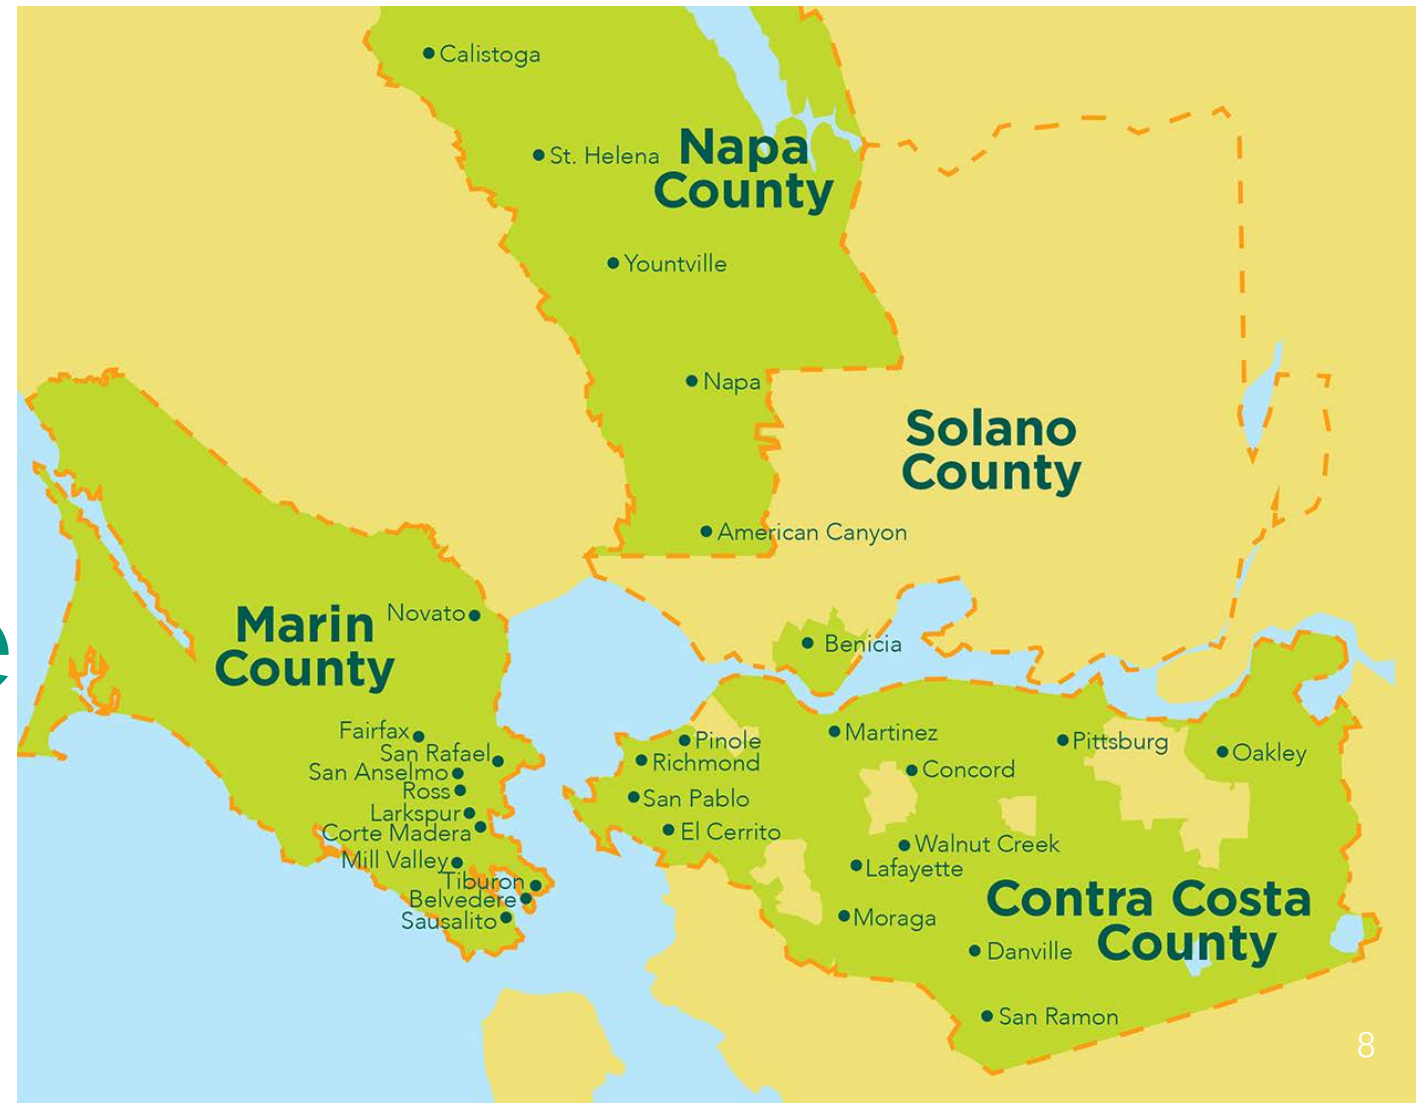 Calistoga
St. Helena
Napa
County
Yountville
Napa
Solano
County
American Canyon
Marin
County
Novato
Benicia
Fairfax
San Rafael
San Anselmo
Ross
Larkspur
Corte Madera
Mill Valley
Tiburon
Belvedere
Sausalito
Pinole
Richmond
San Pablo
El Cerrito
Martinez
Concord
Pittsburg
Oakley
Walnut Creek
Lafayette
Contra Costa
County
Moraga
Danville
San Ramon
8